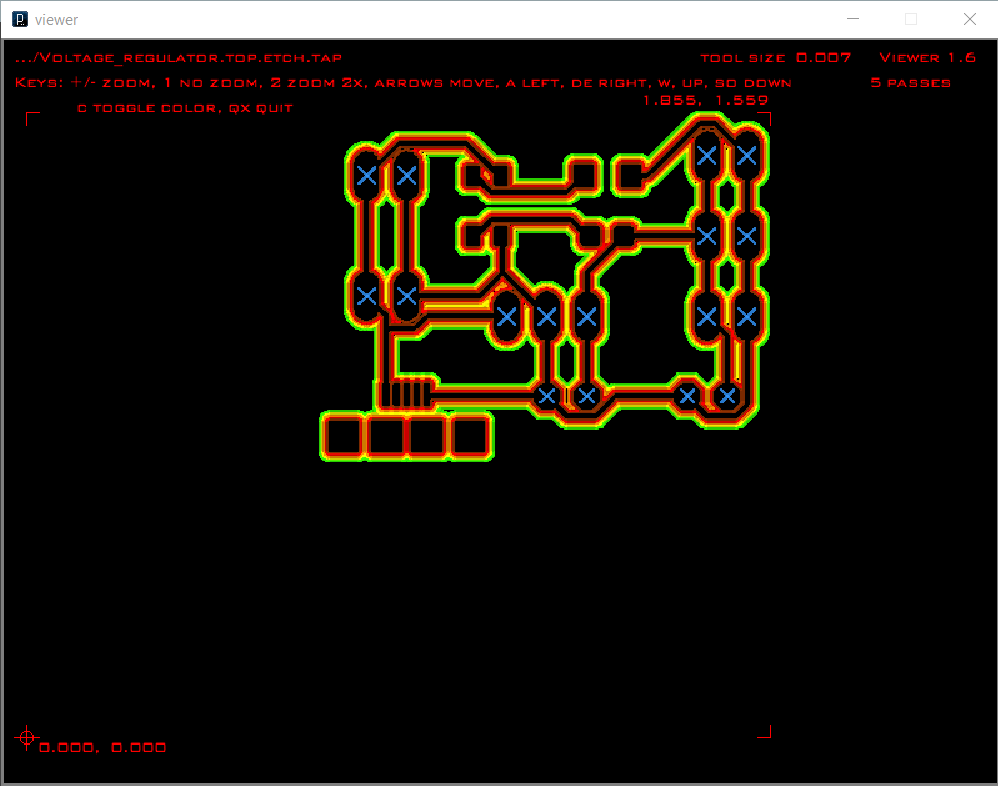 viewer
.../Voltage_regulator.top.etch.tap TOOL SIZE 0.007 Viewer 1.6
Keys: +/- ZOOM, 1 NO ZOOM, 2 ZOOM 2X, ARROWS MOVE, A LEFT, DE RIGHT, W, UP, SO DOWN 5 PASSES
C TOGGLE COLOR, QX QUIT 1.855, 1.559
0.000, 0.000